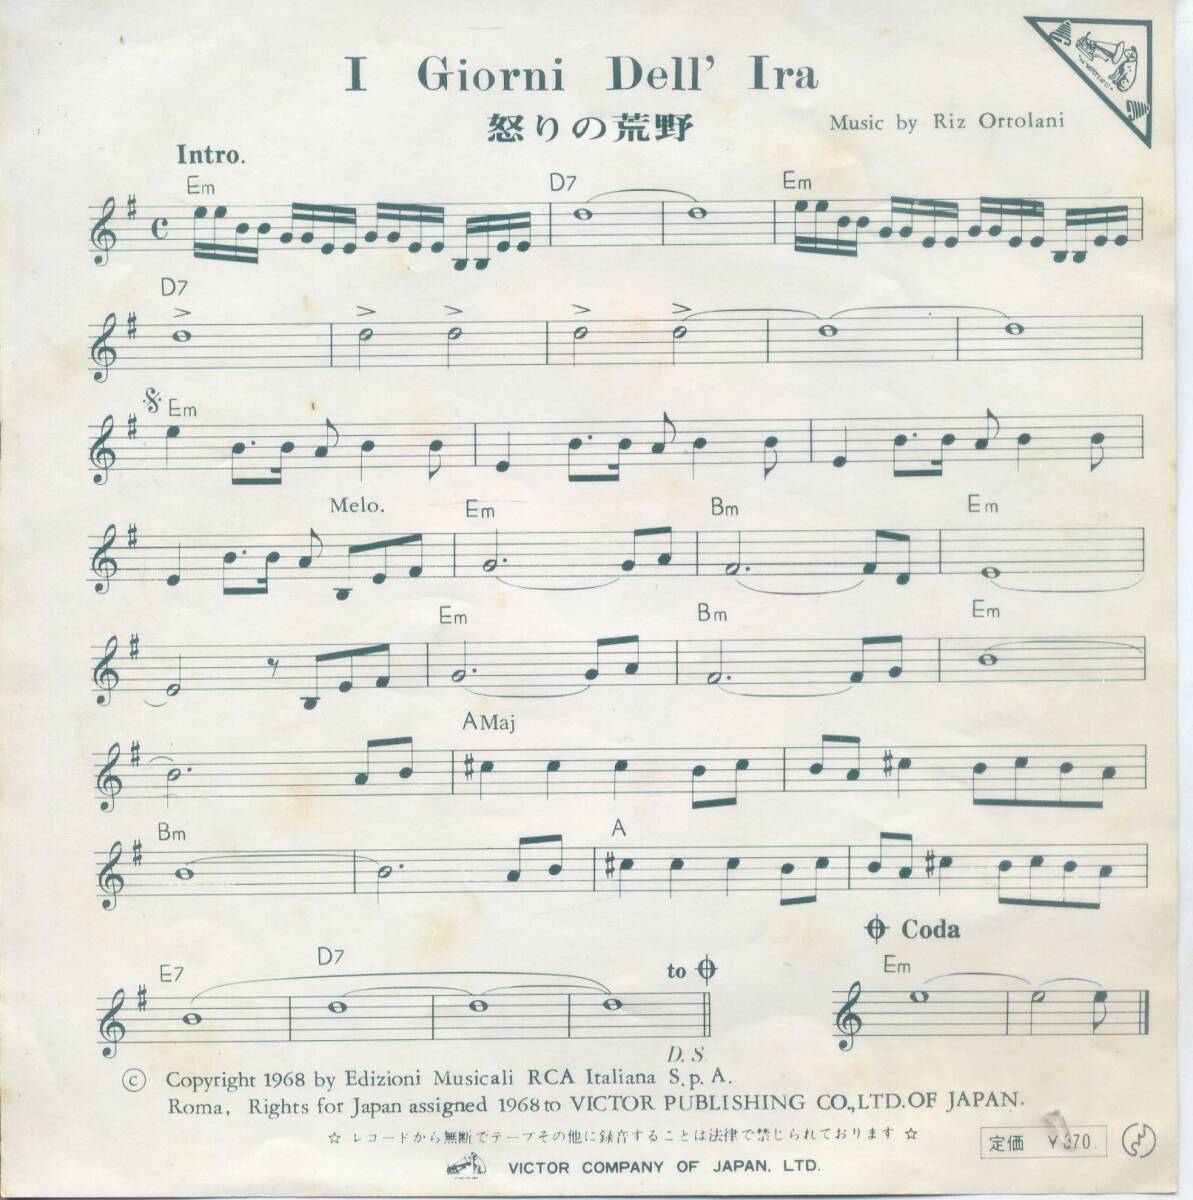 I Giorni Dell' Ira
怒りの荒野
Music by Riz Ortolani
Intro.
Em D7 Em
D7
Em
Melo. Em Bm Em
Em Bm Em
A Maj
Bm A
Coda
E7 D7 to Em
D. S
© Copyright 1968 by Edizioni Musicali RCA Italiana S.p.A.
Roma, Rights for Japan assigned 1968 to VICTOR PUBLISHING CO.,LTD.OF JAPAN.
☆ レコードから無断でテープその他に録音することは法律で禁じられております ☆
定価 ¥370.
VICTOR COMPANY OF JAPAN, LTD.